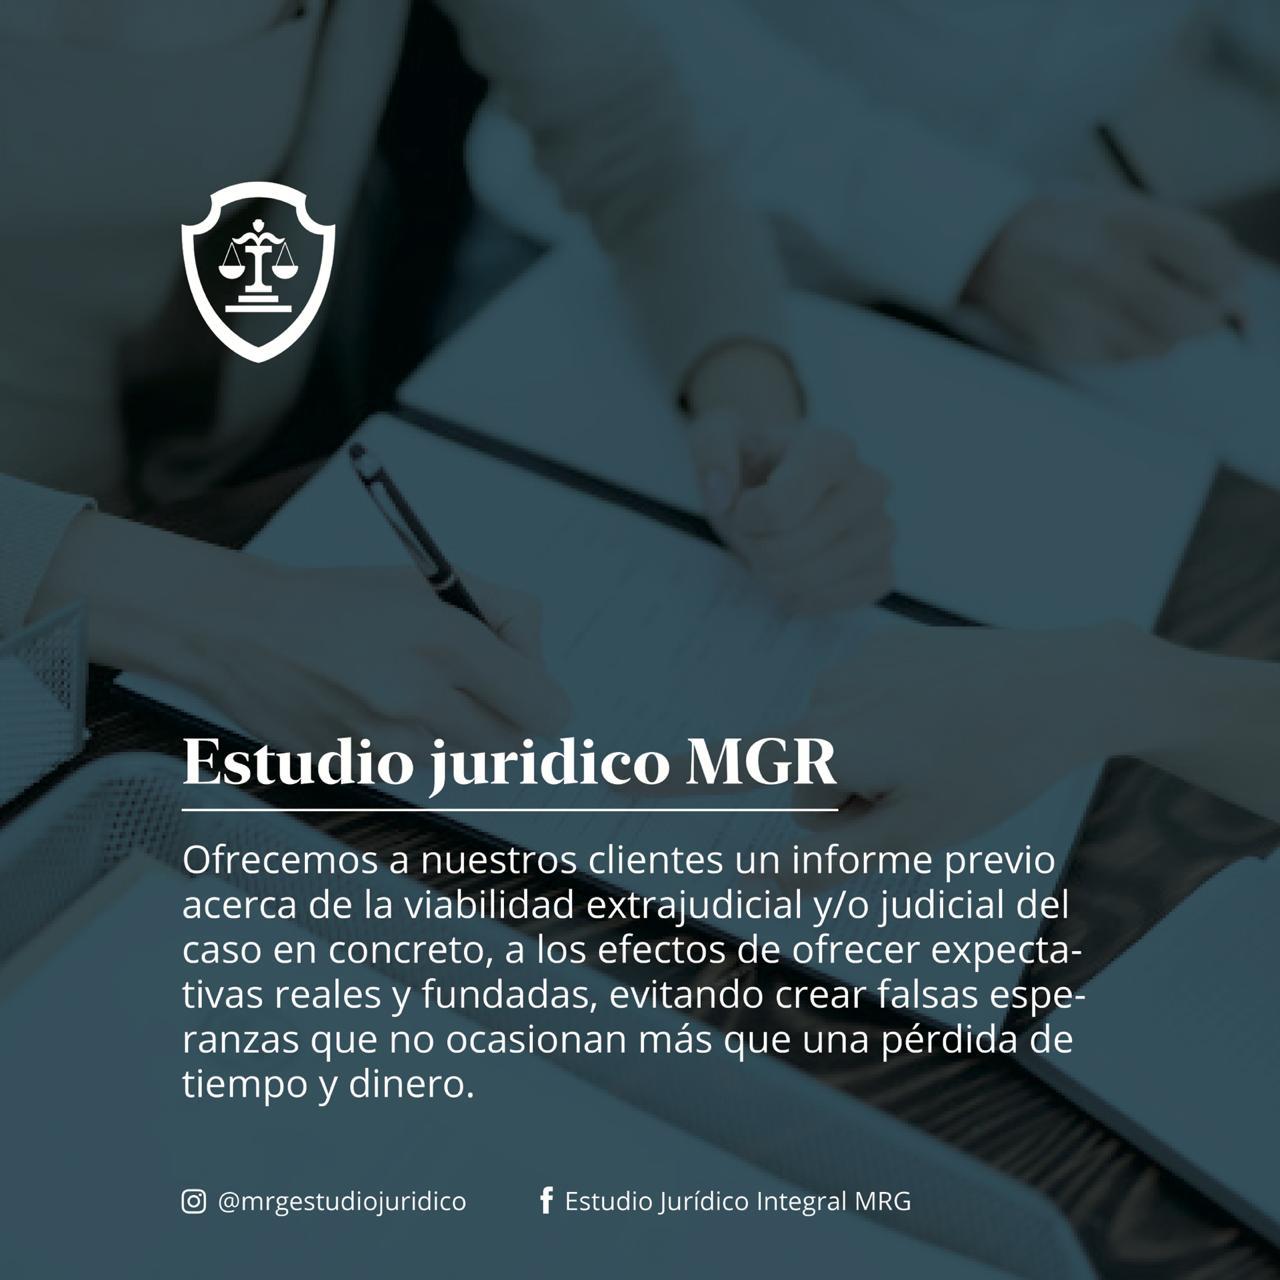 Estudio juridico MGR
Ofrecemos a nuestros clientes un informe previo
acerca de la viabilidad extrajudicial y/o judicial del
caso en concreto, a los efectos de ofrecer expecta-
tivas reales y fundadas, evitando crear falsas espe-
ranzas que no ocasionan más que una pérdida de
tiempo y dinero.
@mrgestudiojuridico
Estudio Jurídico Integral MRG